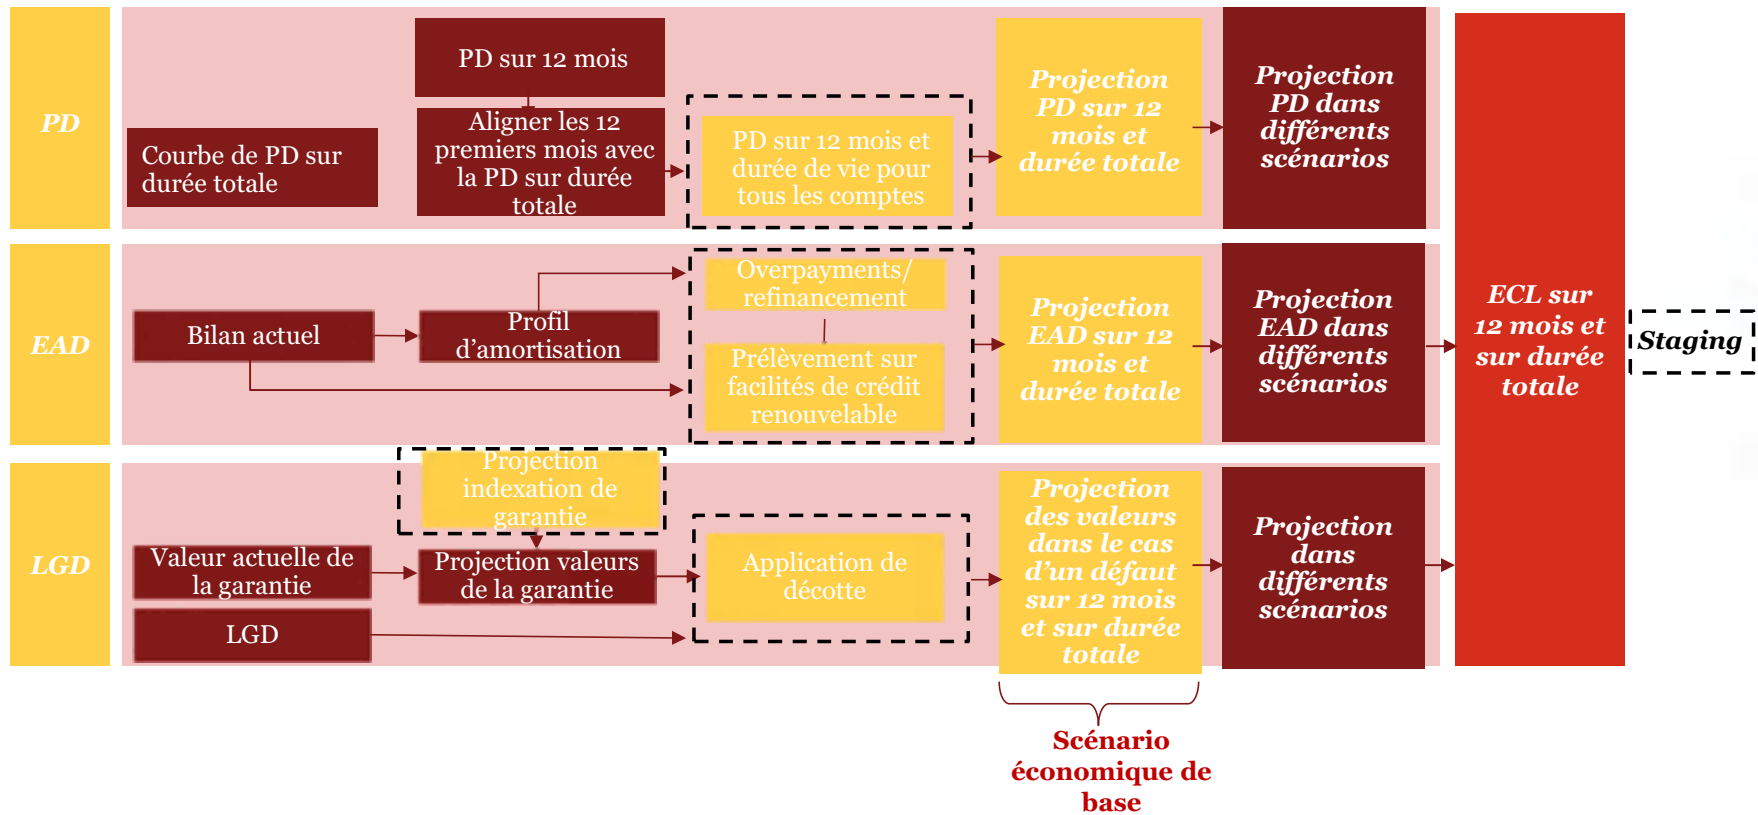 PD
Courbe de PD sur
durée totale
PD sur 12 mois
Aligner les 12
premiers mois avec
la PD sur durée
totale
PD sur 12 mois et
durée de vie pour
tous les comptes
Projection
PD sur 12
mois et
durée totale
Projection
PD dans
différents
scénarios
EAD
Bilan actuel
Profil
d’amortisation
Overpayments/
refinancement
Prélèvement sur
facilités de crédit
renouvelable
Projection
EAD sur 12
mois et
durée totale
Projection
EAD dans
différents
scénarios
LGD
Projection
indexation de
garantie
Valeur actuelle de
la garantie
Projection valeurs
de la garantie
LGD
Application de
décotte
Projection
des valeurs
dans le cas
d’un défaut
sur 12 mois
et sur durée
totale
Projection
dans
différents
scénarios
ECL sur
12 mois et
sur durée
totale
Staging
Scénario
économique de
base